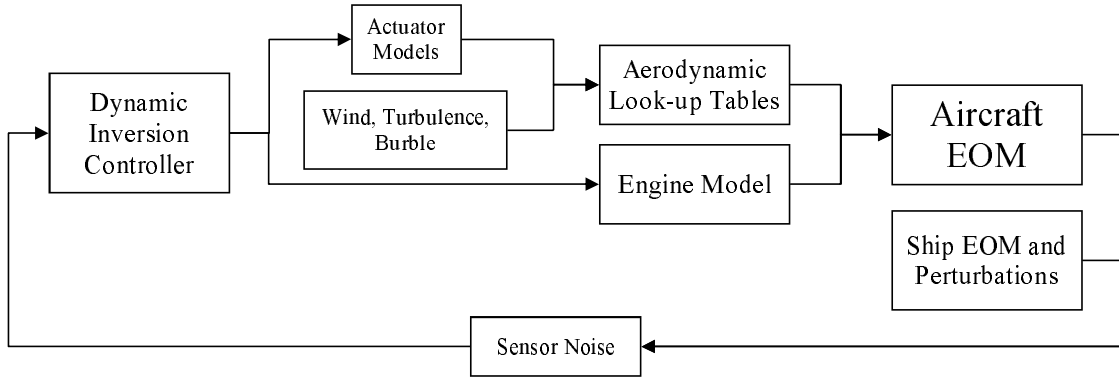 Actuator
Models
Dynamic
Inversion
Controller
Wind, Turbulence,
Burble
Aerodynamic
Look-up Tables
Engine Model
Aircraft
EOM
Ship EOM and
Perturbations
Sensor Noise